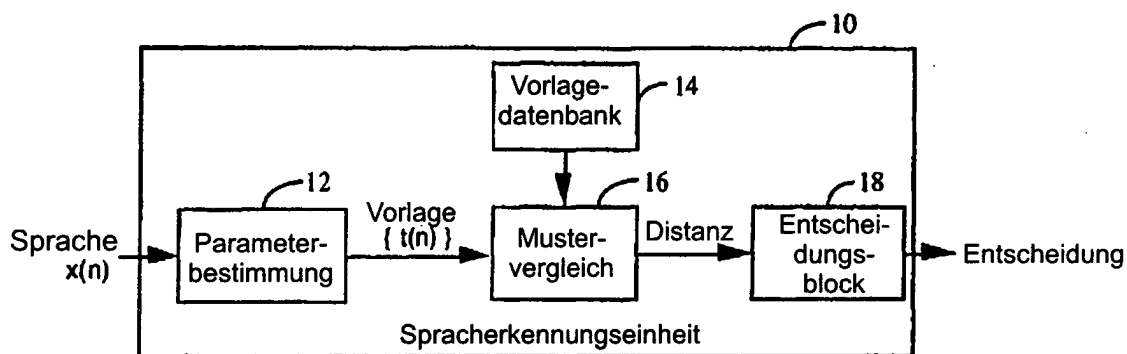 10
Vorlage-
datenbank
14
12
16
18
Sprache
x(n)
Parameter-
bestimmung
Vorlage
{ t(n) }
Muster-
vergleich
Distanz
Entschei-
dungs-
block
Entscheidung
Spracherkennungseinheit